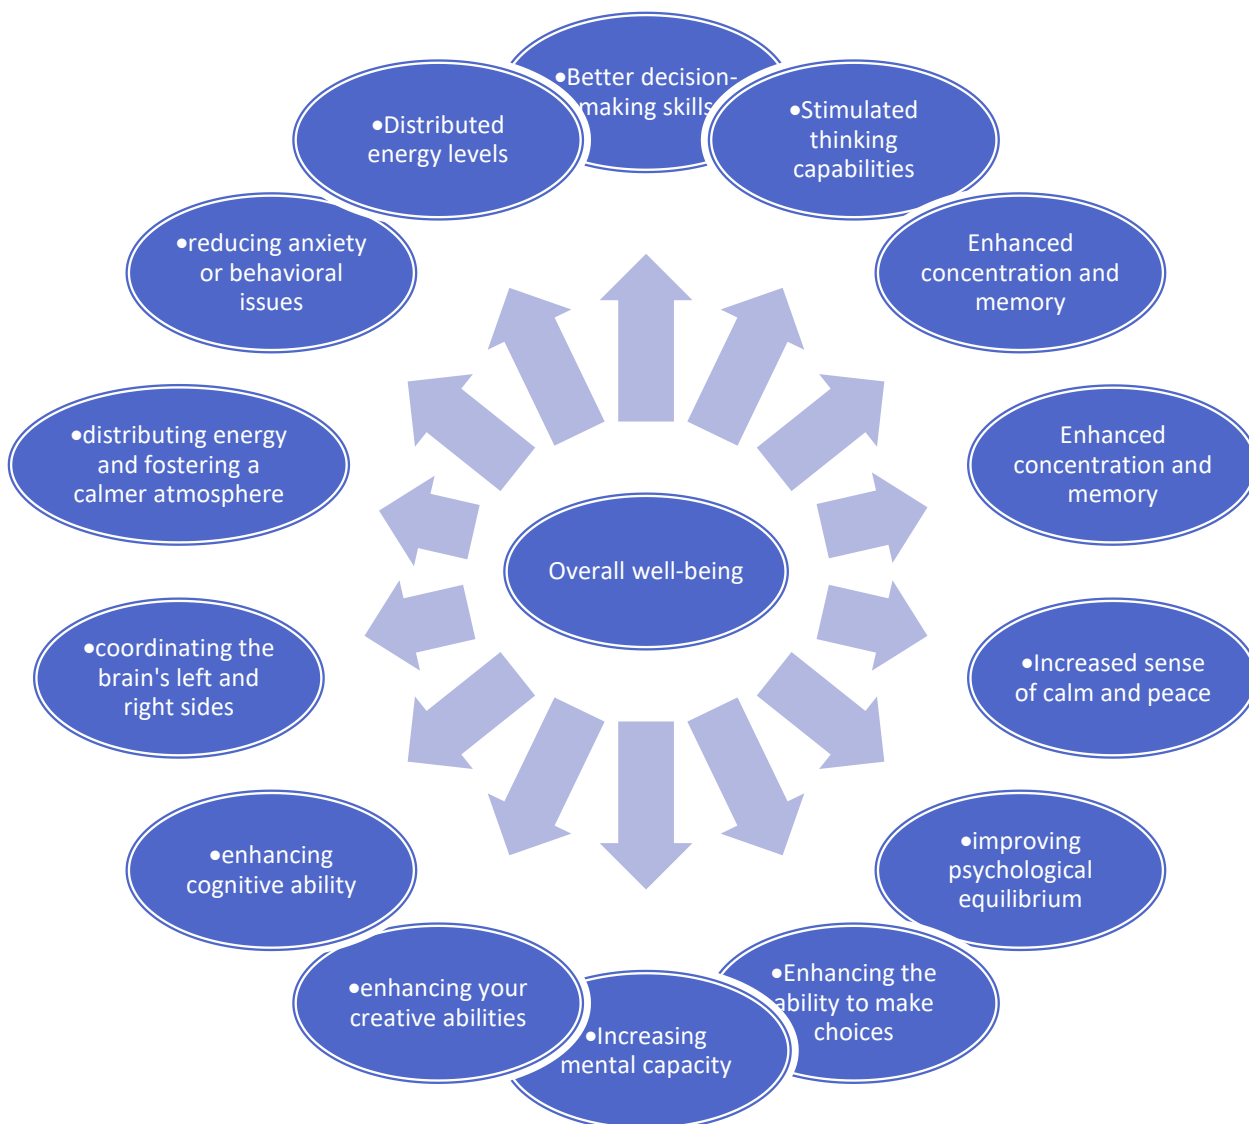 •Better decision-
making skills
•Stimulated
thinking
capabilities
Enhanced
concentration and
memory
Enhanced
concentration and
memory
•Increased sense
of calm and peace
•improving
psychological
equilibrium
•Enhancing the
ability to make
choices
•Increasing
mental capacity
•enhancing your
creative abilities
•enhancing
cognitive ability
•coordinating the
brain's left and
right sides
•distributing energy
and fostering a
calmer atmosphere
•reducing anxiety
or behavioral
issues
•Distributed
energy levels
Overall well-being